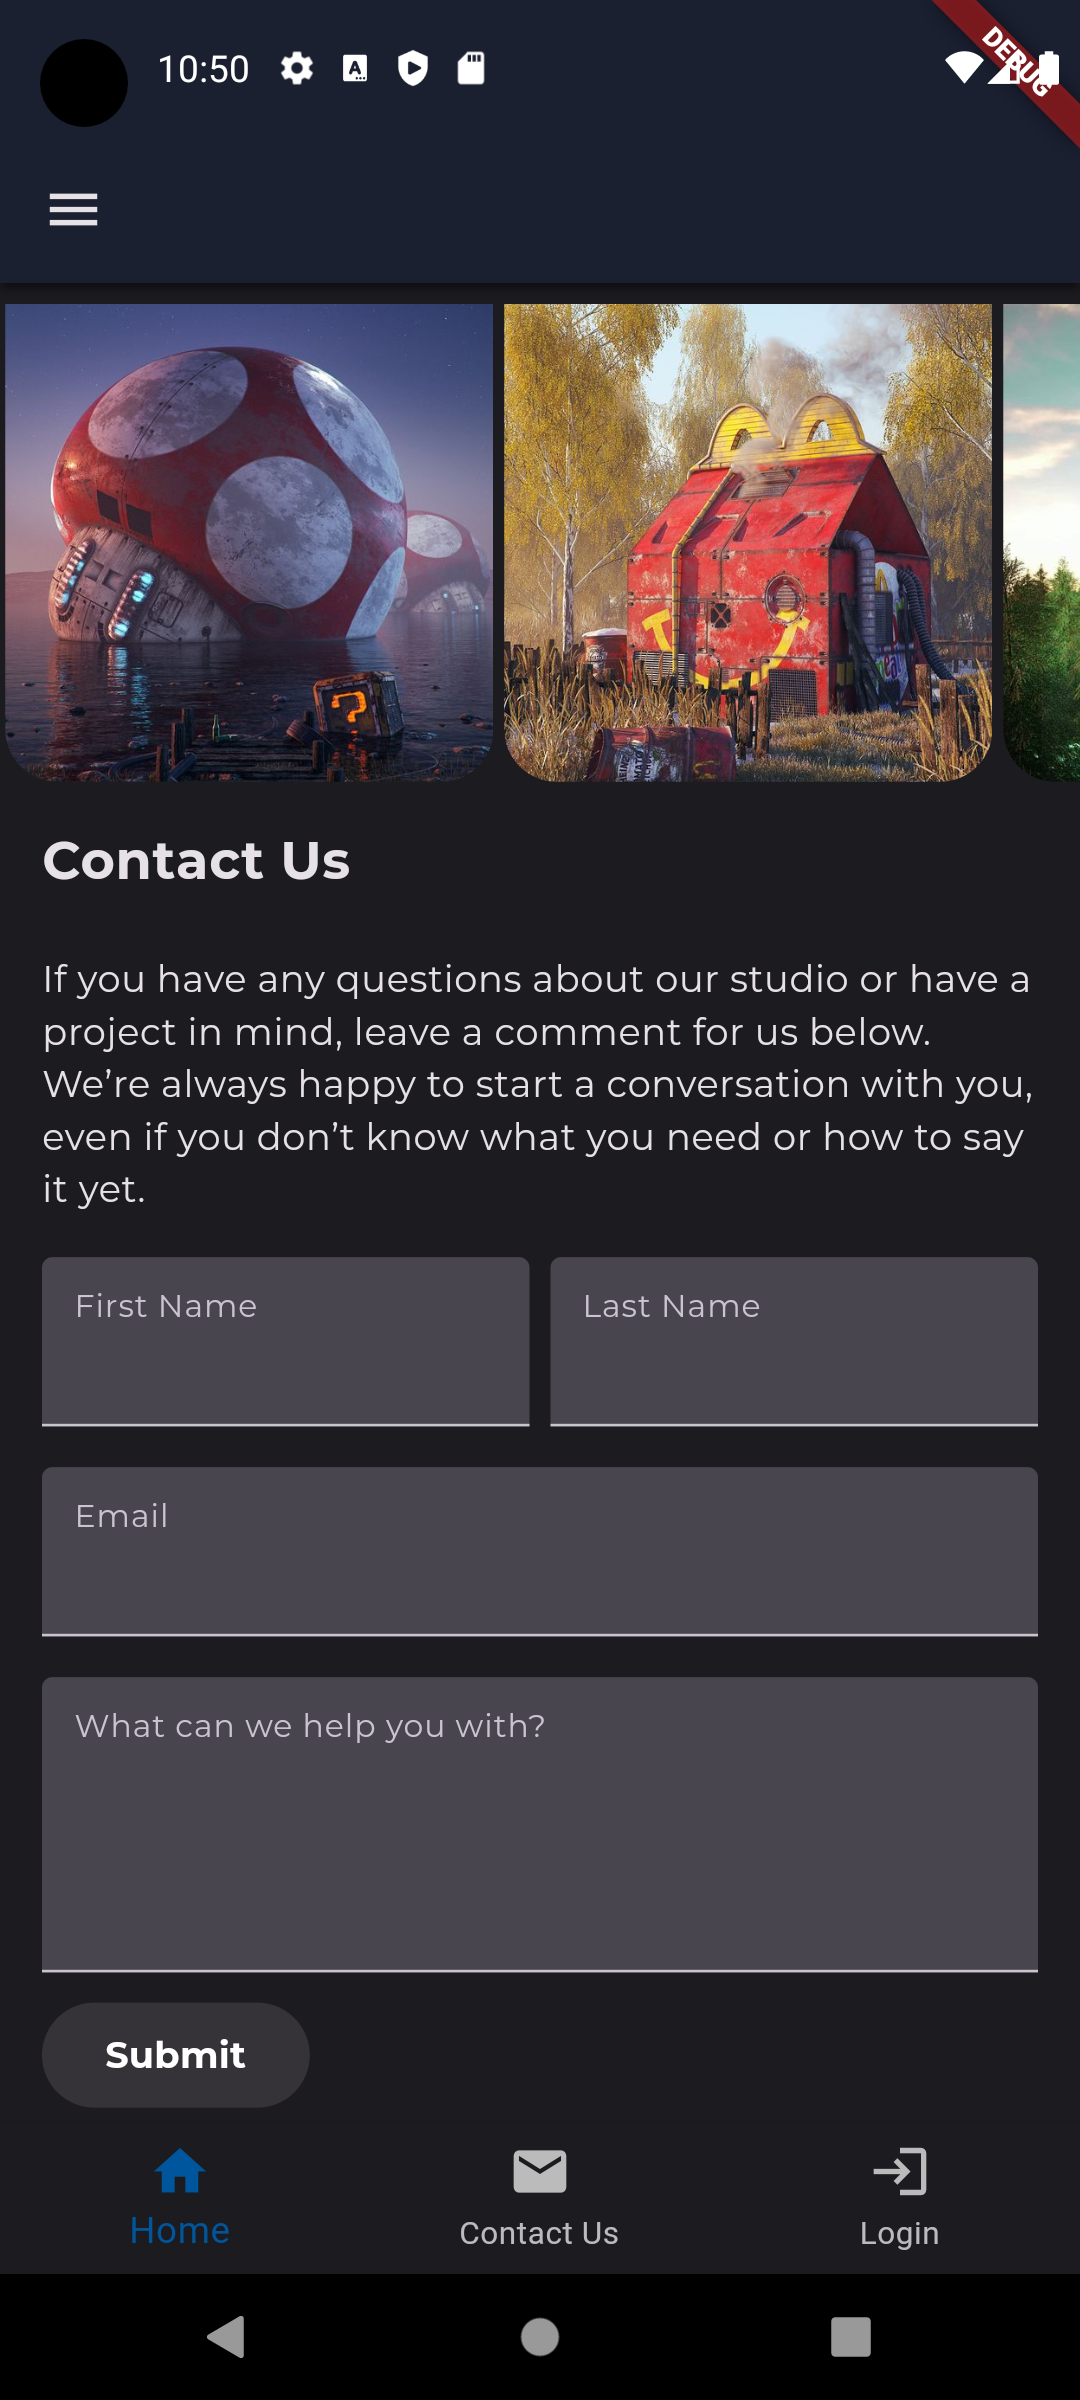 10:50
DEBUG
Contact Us
If you have any questions about our studio or have a
project in mind, leave a comment for us below.
We’re always happy to start a conversation with you,
even if you don’t know what you need or how to say
it yet.
First Name
Last Name
Email
What can we help you with?
Submit
Home
Contact Us
Login